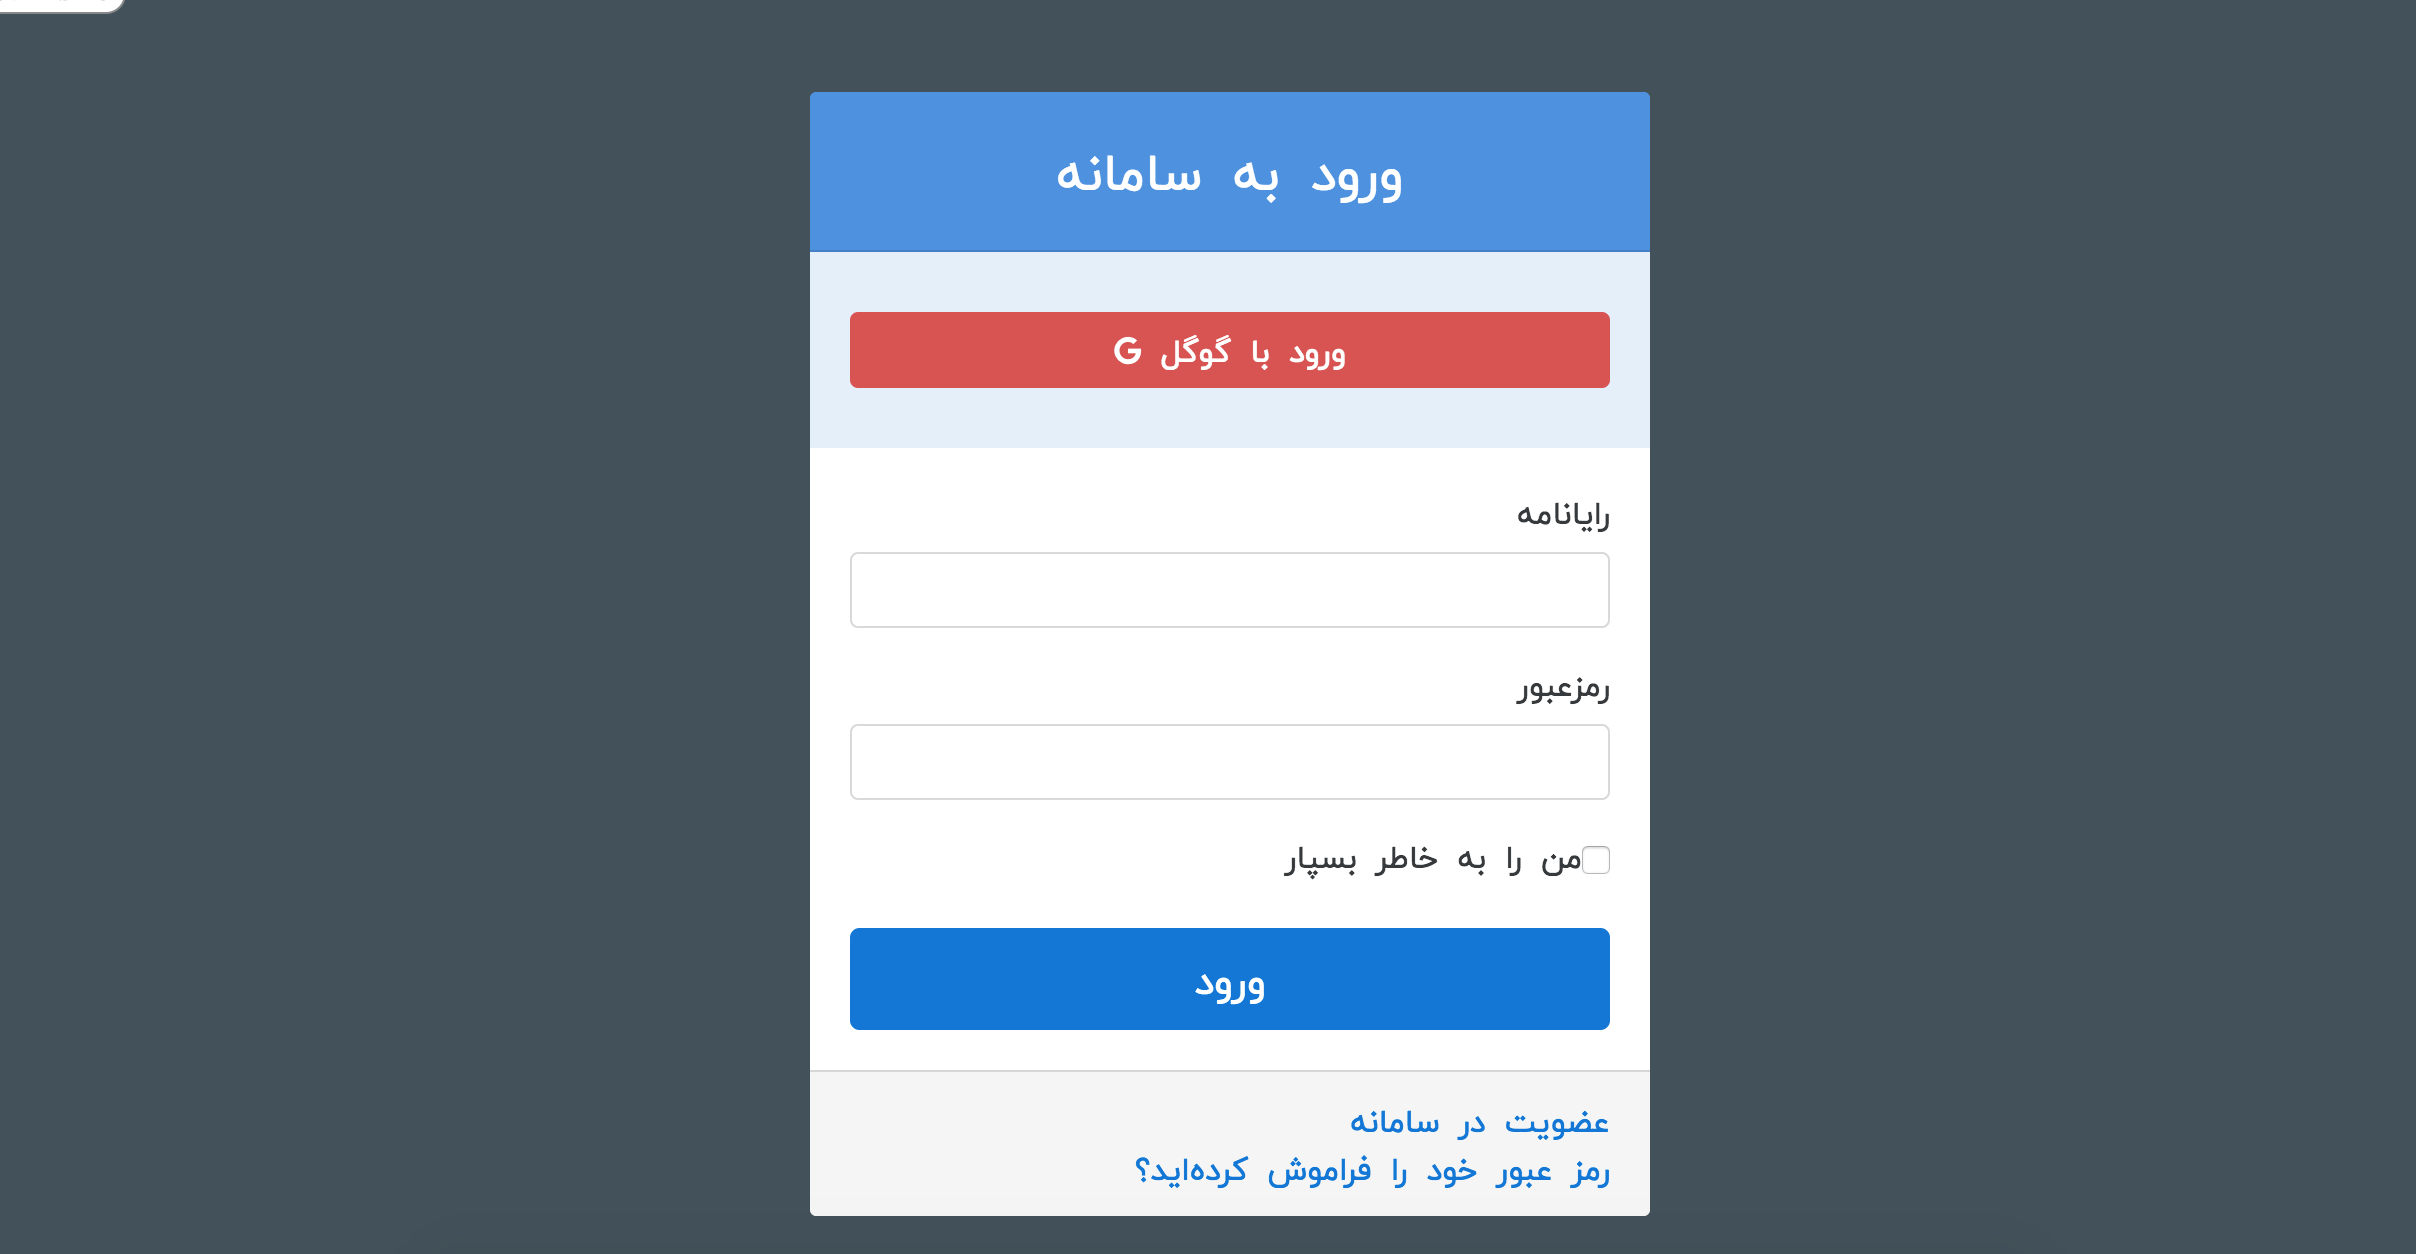 ورود به سامانه
ورود با گوگل G
رایانامه
رمزعبور
من را به خاطر بسپار
ورود
عضویت در سامانه
رمز عبور خود را فراموش کرده‌اید؟